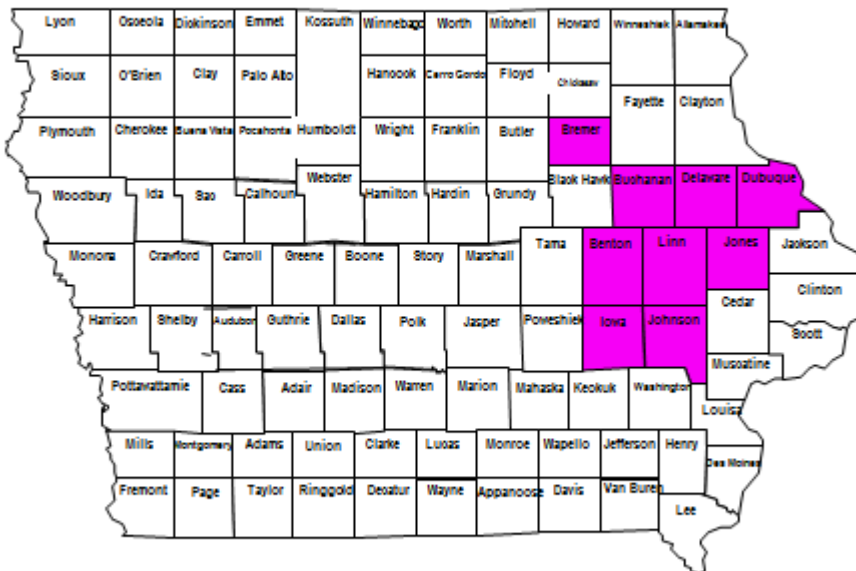 Lyon Osceola Dickinson Emmet Kossuth Winnebago Worth Mitchell Howard Winneshiek Allamakee
Sioux O'Brien Clay Palo Alto Hancock Cerro Gordo Floyd Chickasaw
Fayette Clayton
Plymouth Cherokee Buena Vista Pocahonta Humboldt Wright Franklin Butler Bremer
Woodbury Ida Sac Calhoun Webster Hamilton Hardin Grundy Black Hawk Buchanan Delaware Dubuque
Monona Crawford Carroll Greene Boone Story Marshall Tama Benton Linn Jones Jackson
Clinton
Harrison Shelby Audubon Guthrie Dallas Polk Jasper Poweshiek Iowa Johnson Cedar Scott
Muscatine
Pottawattamie Cass Adair Madison Warren Marion Mahaska Keokuk Washington Louisa
Mills Montgomery Adams Union Clarke Lucas Monroe Wapello Jefferson Henry Des Moines
Fremont Page Taylor Ringgold Decatur Wayne Appanoose Davis Van Buren Lee